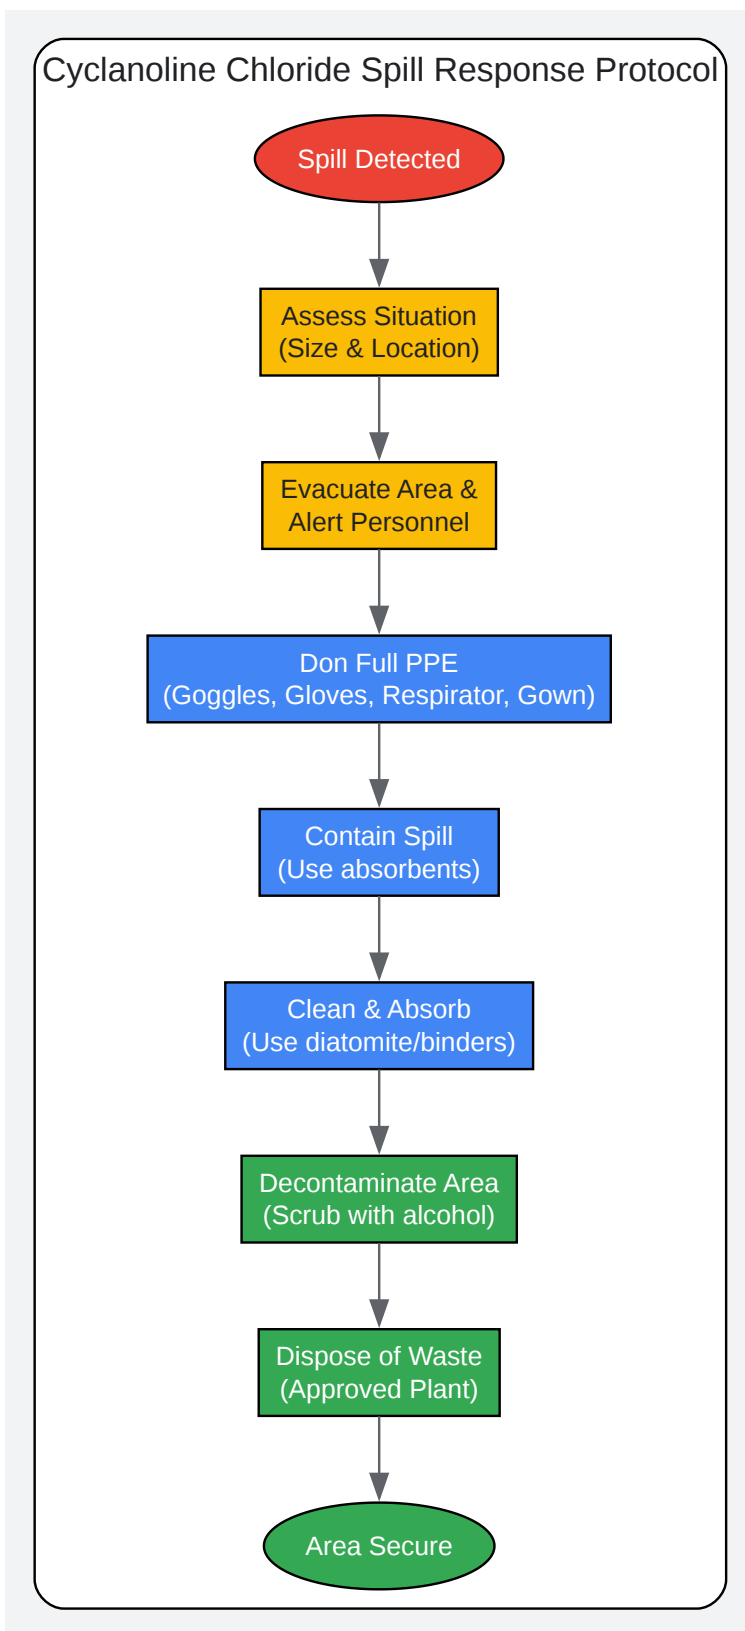 Cyclanoline Chloride Spill Response Protocol
Spill Detected
Assess Situation
(Size & Location)
Evacuate Area &
Alert Personnel
Don Full PPE
(Goggles, Gloves, Respirator, Gown)
Contain Spill
(Use absorbents)
Clean & Absorb
(Use diatomite/binders)
Decontaminate Area
(Scrub with alcohol)
Dispose of Waste
(Approved Plant)
Area Secure